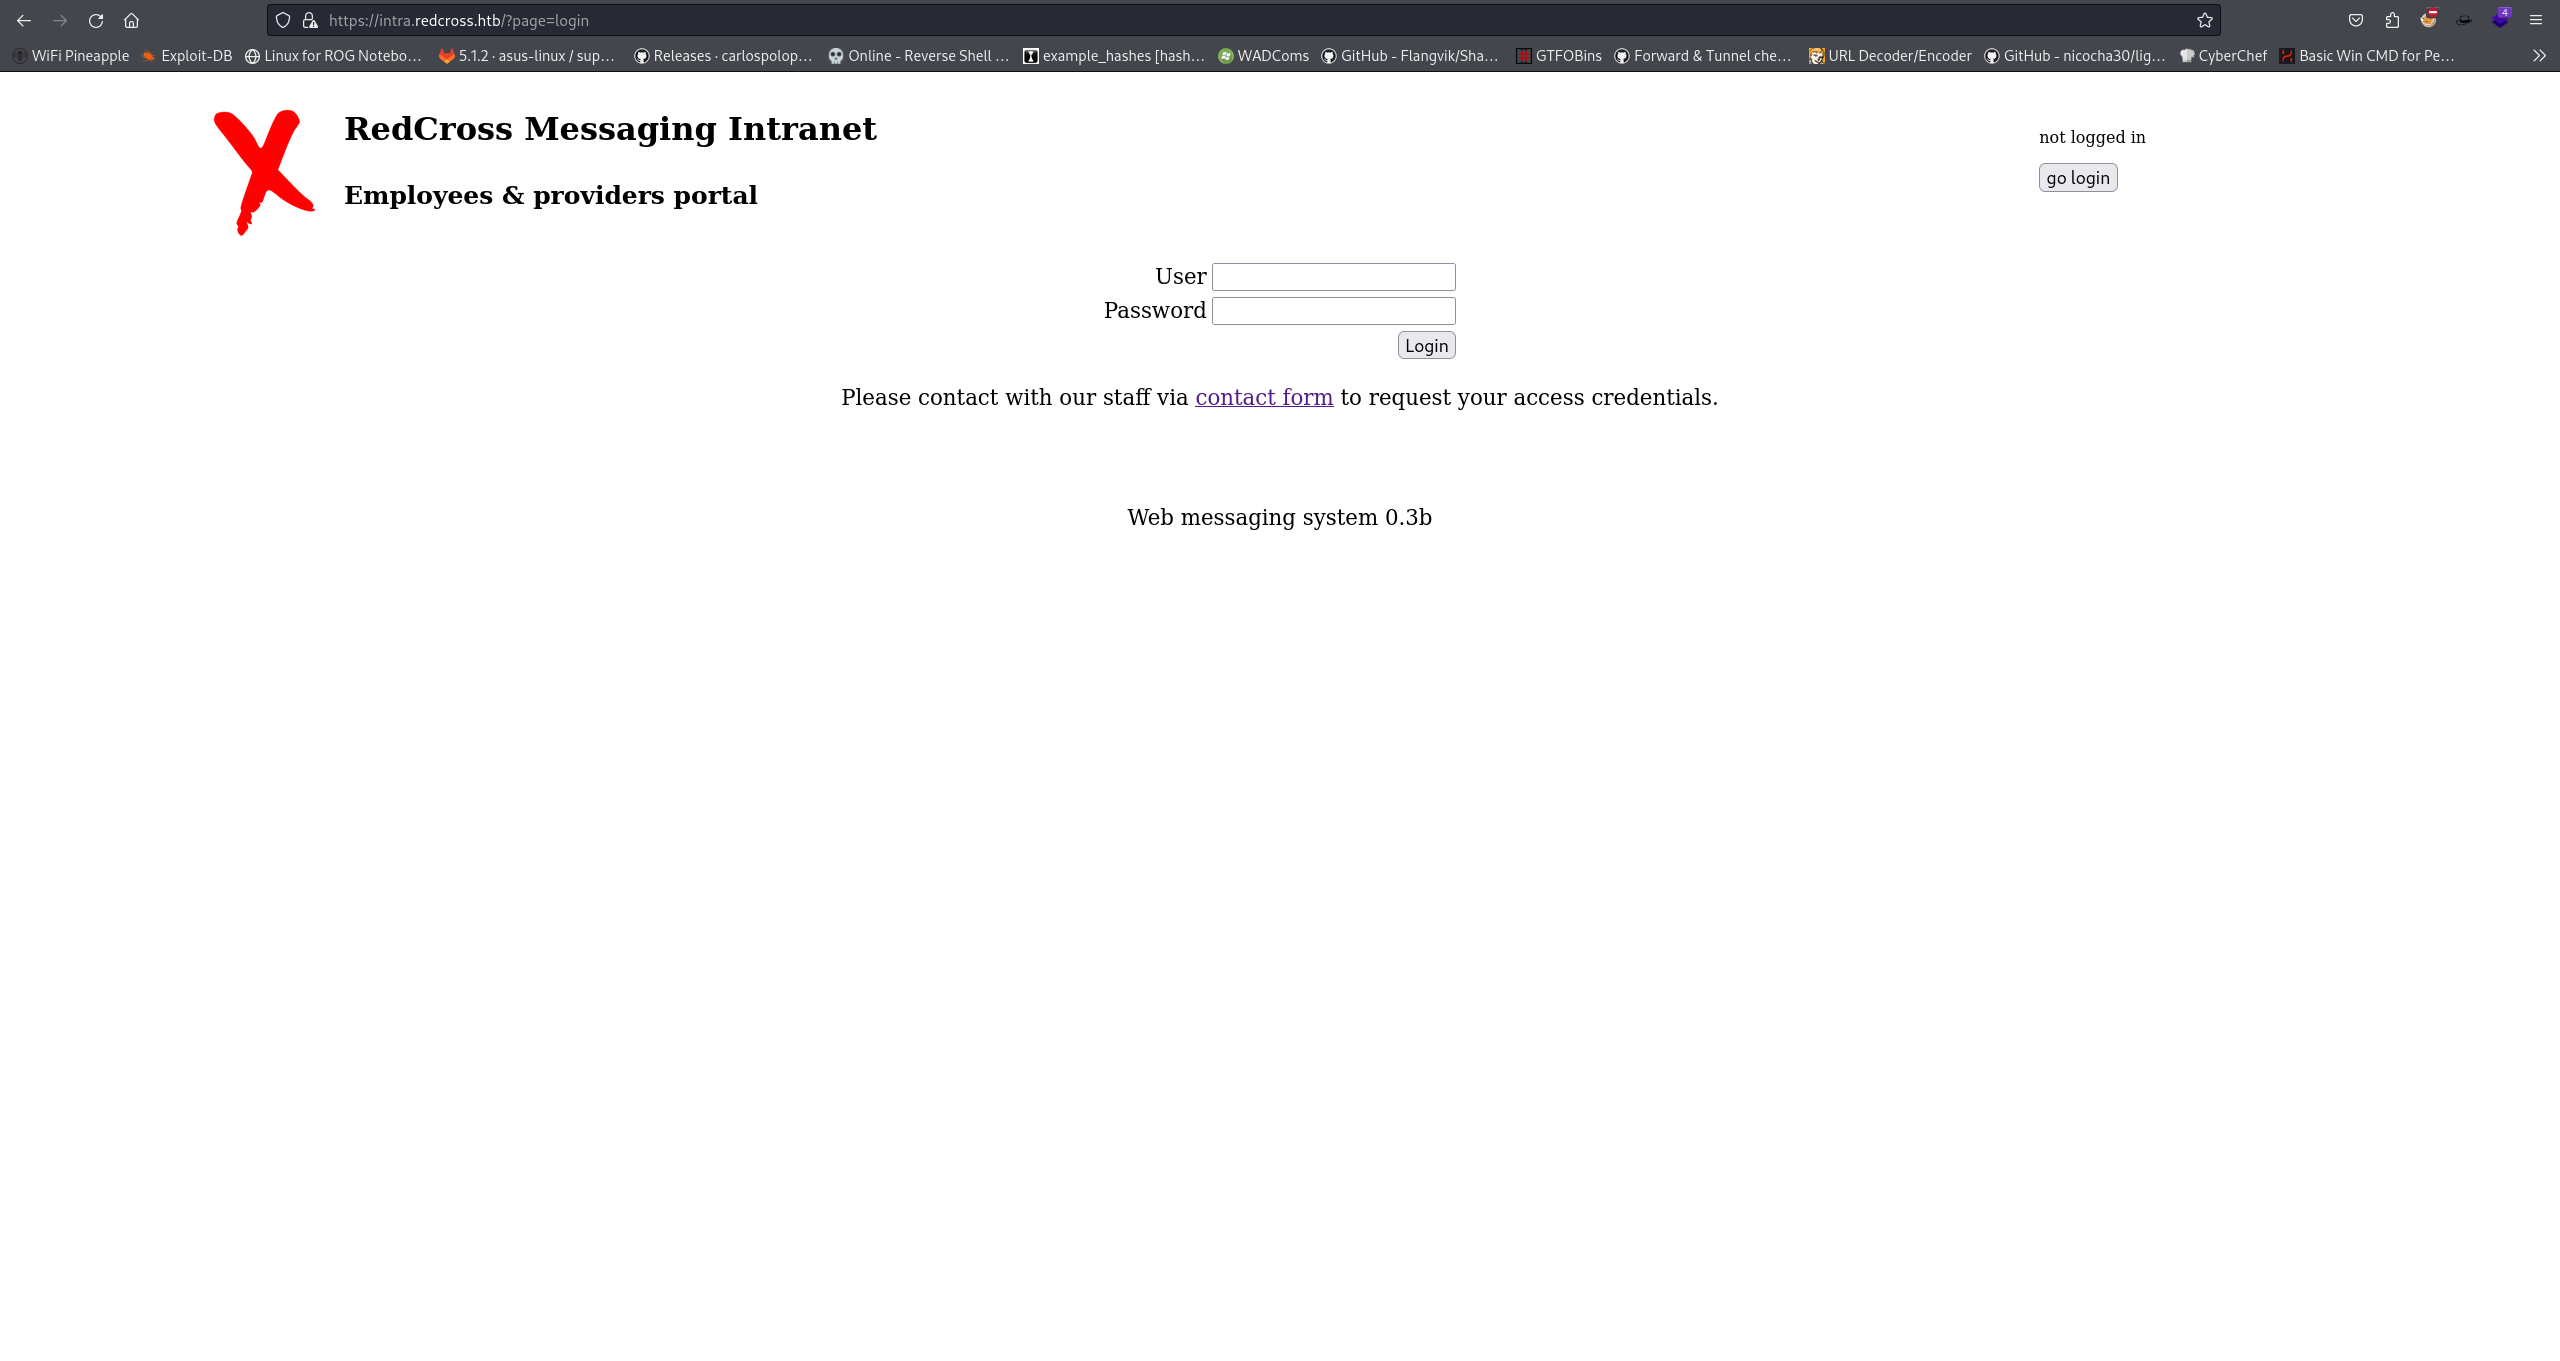 https://intra.redcross.htb/?page=login
4
WiFi Pineapple Exploit-DB Linux for ROG Notebo… 5.1.2 · asus-linux / sup… Releases · carlospolop… Online - Reverse Shell … example_hashes [hash… WADComs GitHub - Flangvik/Sha… GTFOBins Forward & Tunnel che… URL Decoder/Encoder GitHub - nicocha30/lig… CyberChef Basic Win CMD for Pe…
RedCross Messaging Intranet
not logged in
go login
Employees & providers portal
User
Password
Login
Please contact with our staff via contact form to request your access credentials.
Web messaging system 0.3b